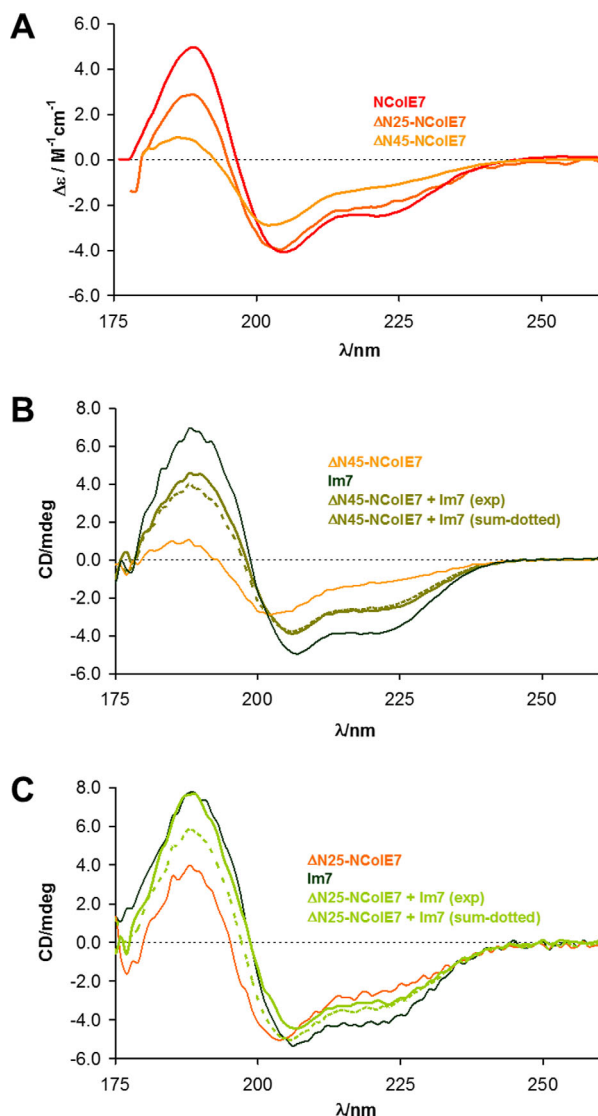 A
6.0
4.0
2.0
0.0
-2.0
-4.0
-6.0
Δε / M⁻¹cm⁻¹
NColE7
ΔN25-NColE7
ΔN45-NColE7
175
200
225
250
λ/nm
B
8.0
6.0
4.0
2.0
0.0
-2.0
-4.0
-6.0
CD/mdeg
ΔN45-NColE7
Im7
ΔN45-NColE7 + Im7 (exp)
ΔN45-NColE7 + Im7 (sum-dotted)
175
200
225
250
λ/nm
C
8.0
6.0
4.0
2.0
0.0
-2.0
-4.0
-6.0
CD/mdeg
ΔN25-NColE7
Im7
ΔN25-NColE7 + Im7 (exp)
ΔN25-NColE7 + Im7 (sum-dotted)
175
200
225
250
λ/nm